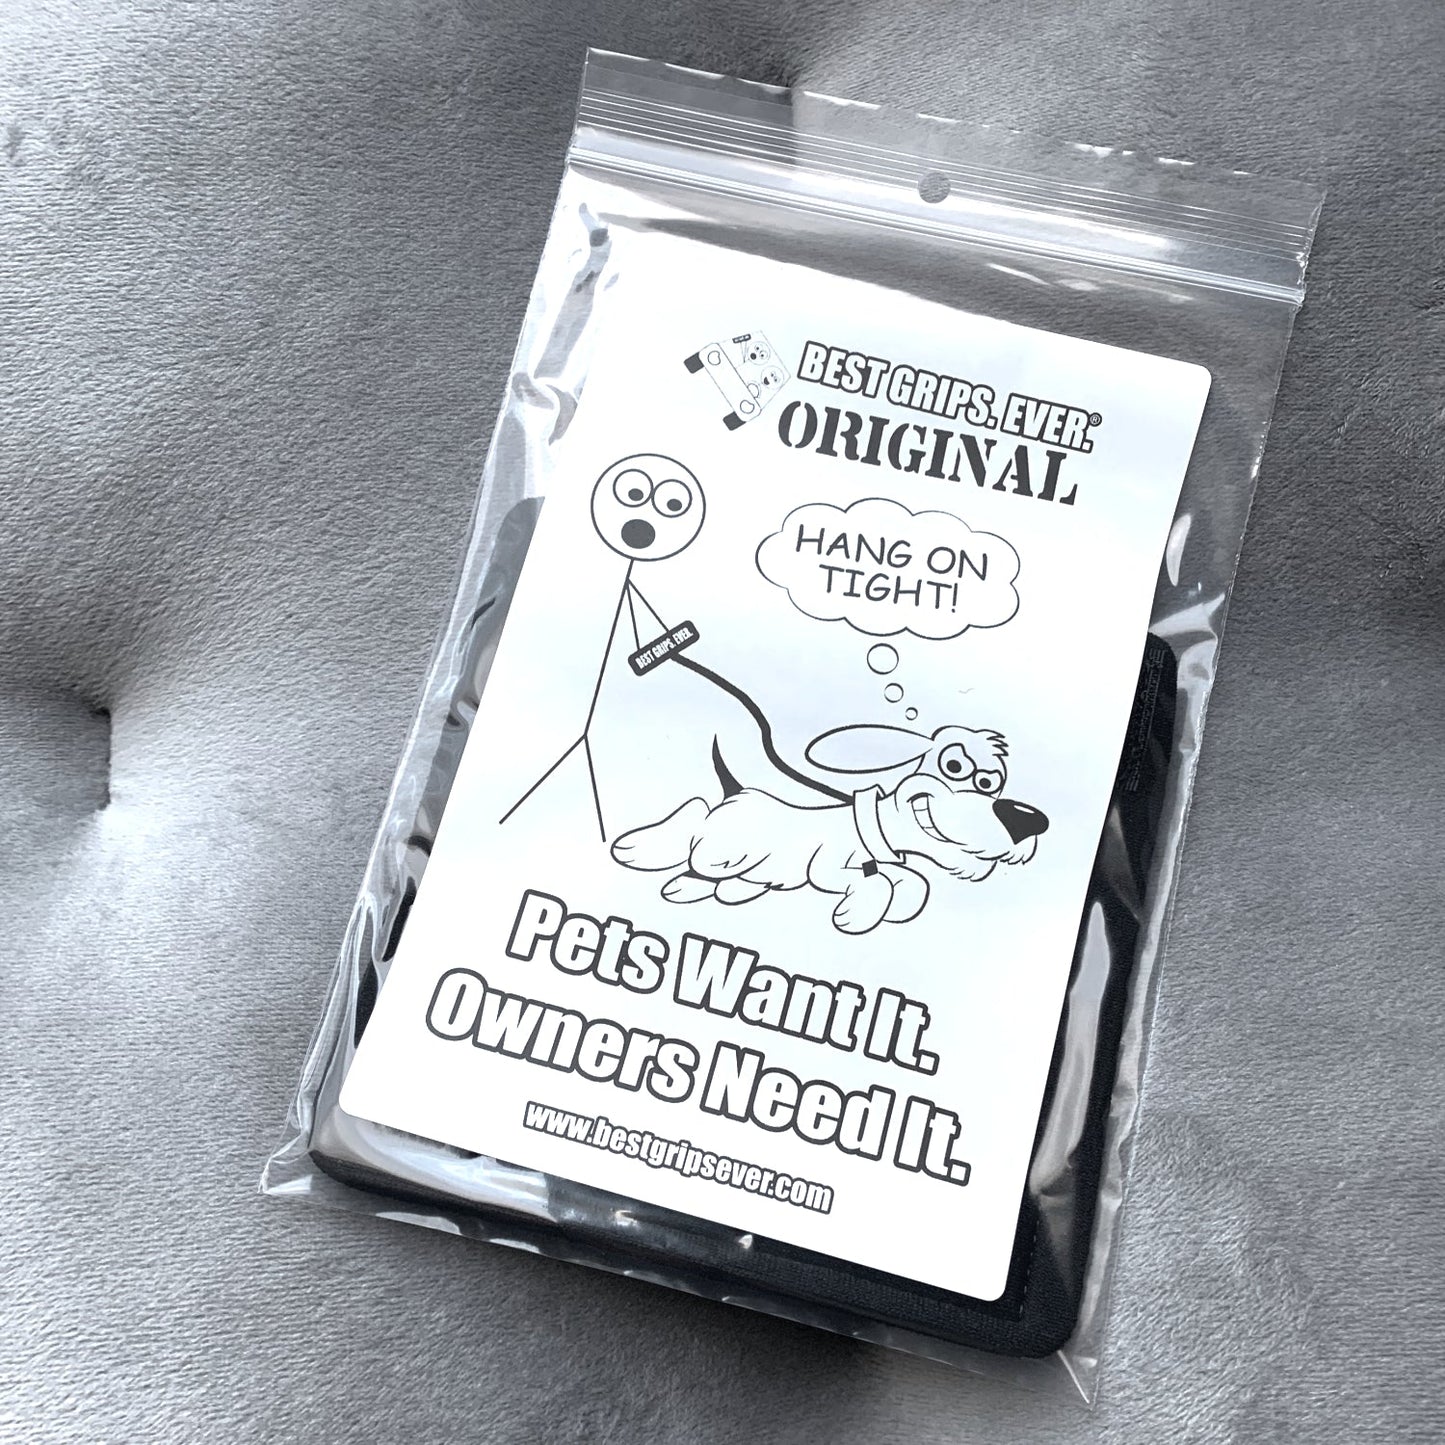 BEST GRIPS. EVER.®
ORIGINAL
HANG ON
TIGHT!
BEST GRIPS. EVER.
Pets Want It.
Owners Need It.
www.bestgripsever.com